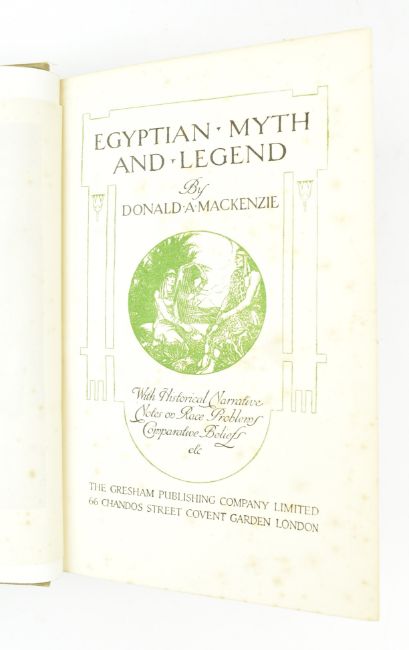 EGYPTIAN · MYTH
AND · LEGEND
By
DONALD · A · MACKENZIE
With Historical Narrative
Notes on Race Problems
Comparative Beliefs
etc
THE GRESHAM PUBLISHING COMPANY LIMITED
66 CHANDOS STREET COVENT GARDEN LONDON